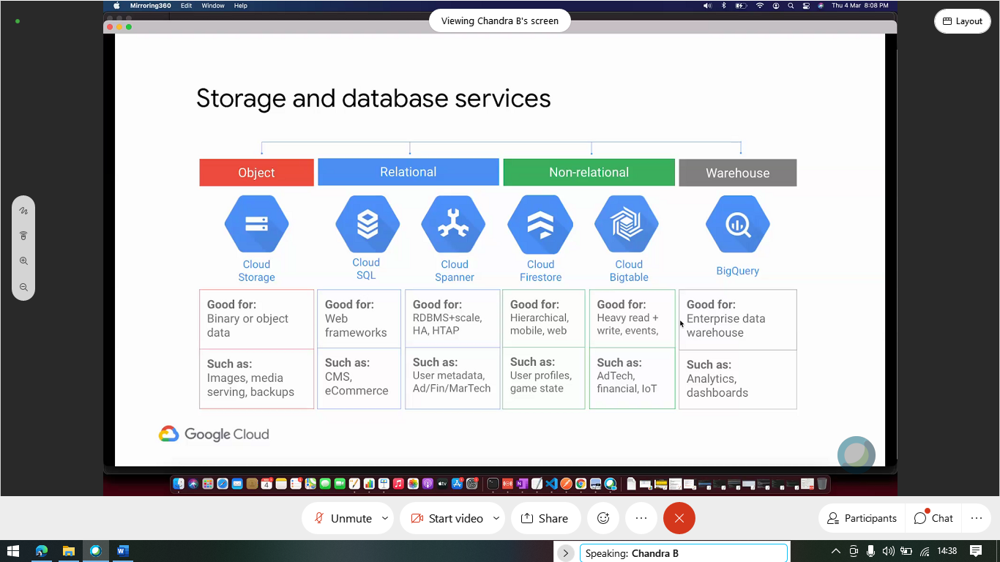 Mirroring360 Edit Window Help
Thu 4 Mar 8:08 PM
Viewing Chandra B's screen
Layout
Storage and database services
Object
Relational
Non-relational
Warehouse
Cloud
Storage
Cloud
SQL
Cloud
Spanner
Cloud
Firestore
Cloud
Bigtable
BigQuery
Good for:
Binary or object
data
Good for:
Web
frameworks
Good for:
RDBMS+scale,
HA, HTAP
Good for:
Hierarchical,
mobile, web
Good for:
Heavy read +
write, events,
Good for:
Enterprise data
warehouse
Such as:
Images, media
serving, backups
Such as:
CMS,
eCommerce
Such as:
User metadata,
Ad/Fin/MarTech
Such as:
User profiles,
game state
Such as:
AdTech,
financial, IoT
Such as:
Analytics,
dashboards
Google Cloud
Unmute
Start video
Share
Participants
Chat
Speaking: Chandra B
14:38